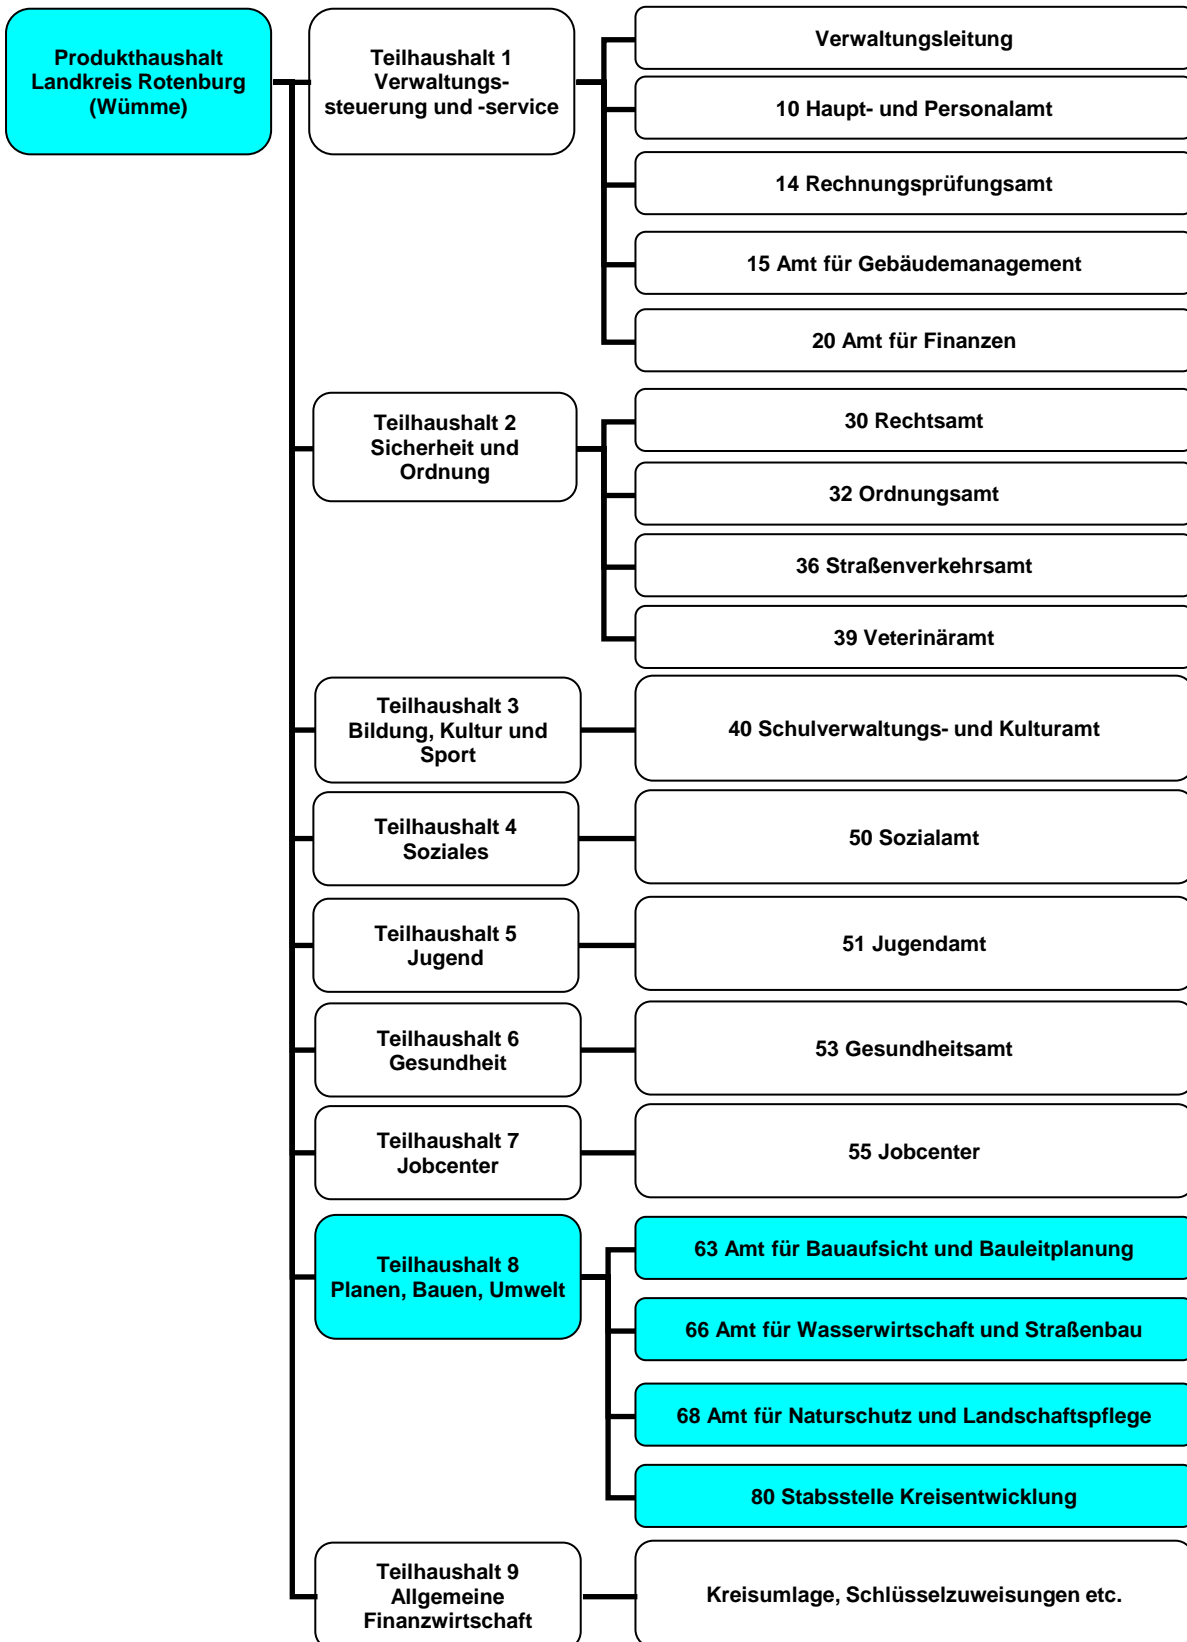 Produkthaushalt
Landkreis Rotenburg
(Wümme)
Teilhaushalt 1
Verwaltungs-
steuerung und -service
Verwaltungsleitung
10 Haupt- und Personalamt
14 Rechnungsprüfungsamt
15 Amt für Gebäudemanagement
20 Amt für Finanzen
Teilhaushalt 2
Sicherheit und
Ordnung
30 Rechtsamt
32 Ordnungsamt
36 Straßenverkehrsamt
39 Veterinäramt
Teilhaushalt 3
Bildung, Kultur und
Sport
40 Schulverwaltungs- und Kulturamt
Teilhaushalt 4
Soziales
50 Sozialamt
Teilhaushalt 5
Jugend
51 Jugendamt
Teilhaushalt 6
Gesundheit
53 Gesundheitsamt
Teilhaushalt 7
Jobcenter
55 Jobcenter
Teilhaushalt 8
Planen, Bauen, Umwelt
63 Amt für Bauaufsicht und Bauleitplanung
66 Amt für Wasserwirtschaft und Straßenbau
68 Amt für Naturschutz und Landschaftspflege
80 Stabsstelle Kreisentwicklung
Teilhaushalt 9
Allgemeine
Finanzwirtschaft
Kreisumlage, Schlüsselzuweisungen etc.